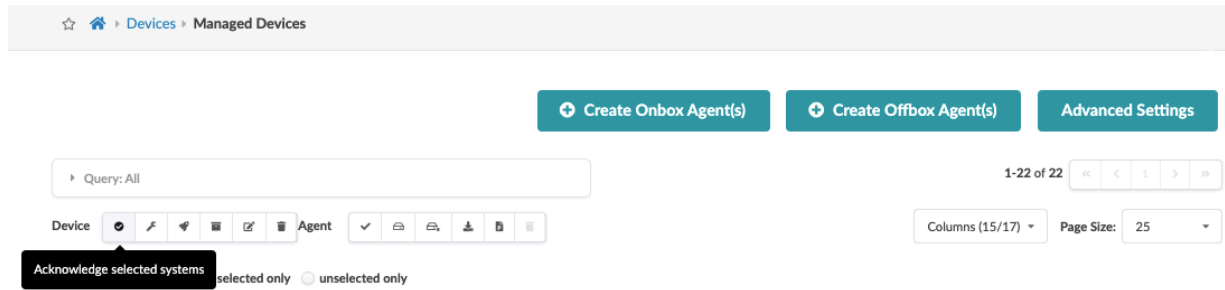 Devices Managed Devices
Create Onbox Agent(s) Create Offbox Agent(s) Advanced Settings
Query: All 1-22 of 22 1
Device Agent Columns (15/17) Page Size: 25
Acknowledge selected systems
selected only unselected only